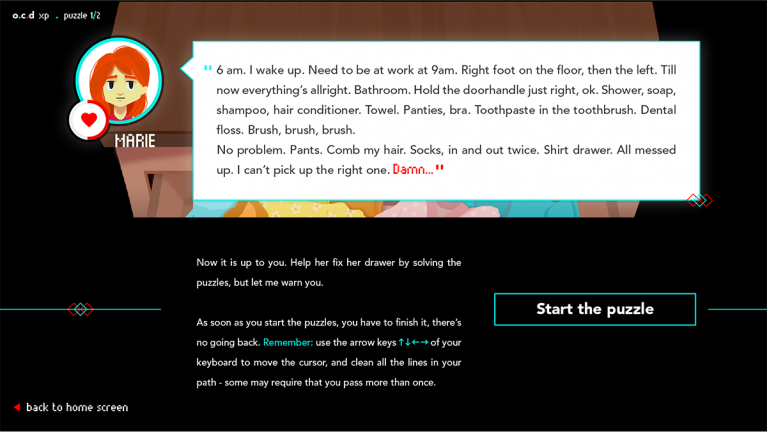 o.c.d xp . puzzle 1/2
MARIE
" 6 am. I wake up. Need to be at work at 9am. Right foot on the floor, then the left. Till
now everything's allright. Bathroom. Hold the doorhandle just right, ok. Shower, soap,
shampoo, hair conditioner. Towel. Panties, bra. Toothpaste in the toothbrush. Dental
floss. Brush, brush, brush.
No problem. Pants. Comb my hair. Socks, in and out twice. Shirt drawer. All messed
up. I can't pick up the right one. Damn... "
Now it is up to you. Help her fix her drawer by solving the
puzzles, but let me warn you.
As soon as you start the puzzles, you have to finish it, there's
no going back. Remember: use the arrow keys ↑↓←→ of your
keyboard to move the cursor, and clean all the lines in your
path - some may require that you pass more than once.
Start the puzzle
back to home screen